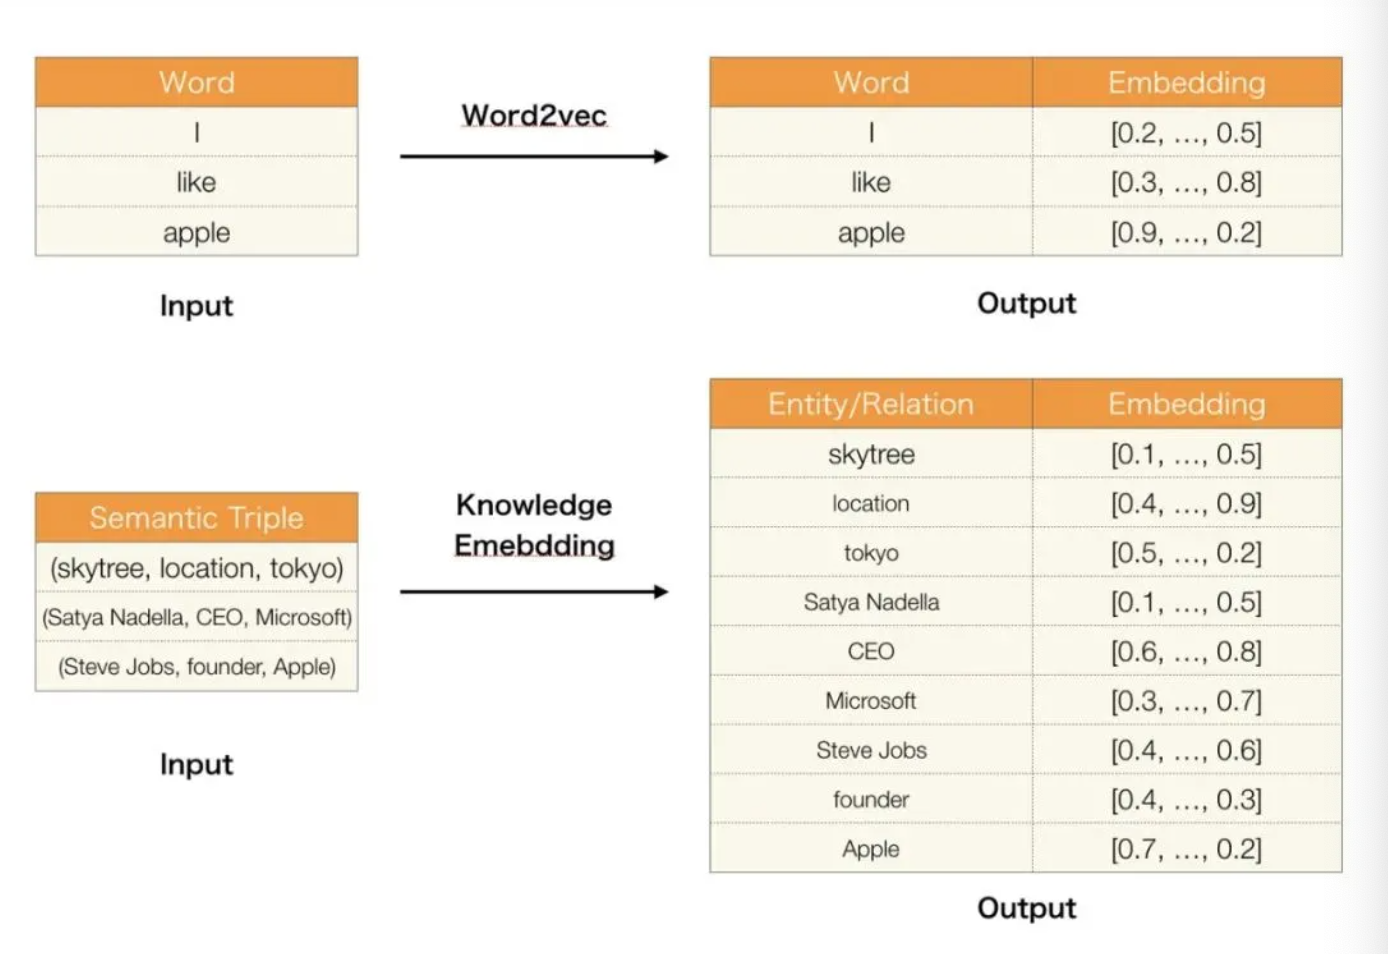 Word
I
like
apple
Input
Word2vec
Word Embedding
I [0.2, ..., 0.5]
like [0.3, ..., 0.8]
apple [0.9, ..., 0.2]
Output
Semantic Triple
(skytree, location, tokyo)
(Satya Nadella, CEO, Microsoft)
(Steve Jobs, founder, Apple)
Input
Knowledge
Emebdding
Entity/Relation Embedding
skytree [0.1, ..., 0.5]
location [0.4, ..., 0.9]
tokyo [0.5, ..., 0.2]
Satya Nadella [0.1, ..., 0.5]
CEO [0.6, ..., 0.8]
Microsoft [0.3, ..., 0.7]
Steve Jobs [0.4, ..., 0.6]
founder [0.4, ..., 0.3]
Apple [0.7, ..., 0.2]
Output